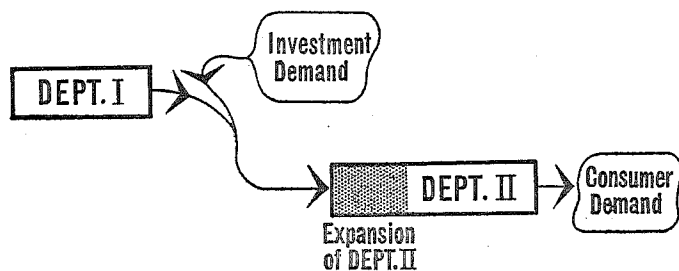 Investment
Demand
DEPT. I
DEPT. II
Consumer
Demand
Expansion
of DEPT. II